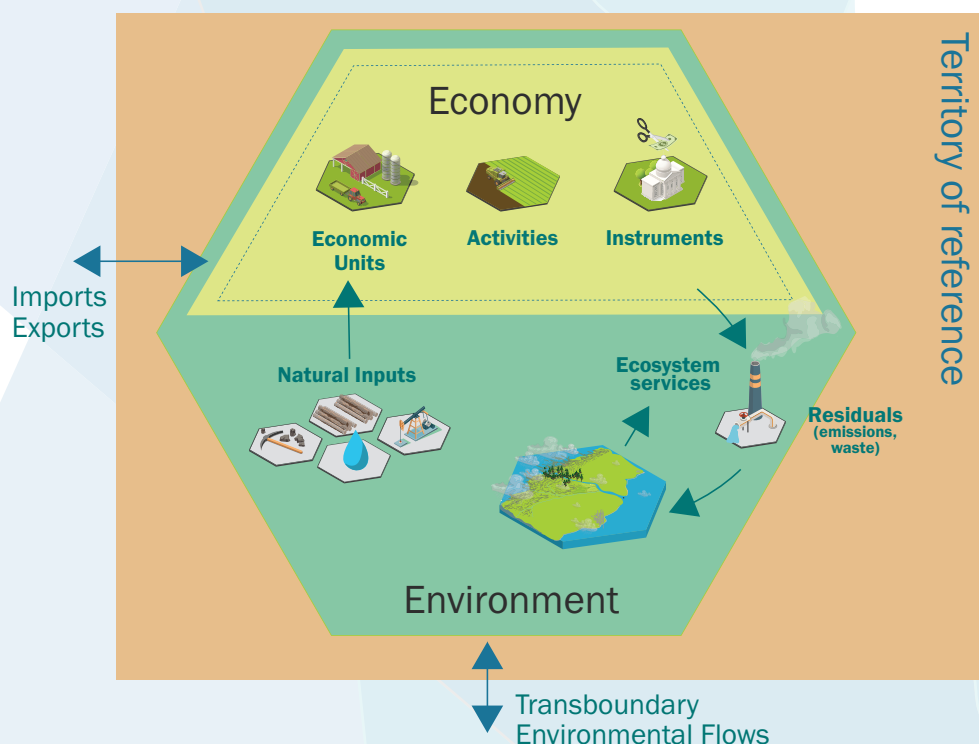 Economy
Territory of reference
Economic
Units
Activities
Instruments
Imports
Exports
Natural Inputs
Ecosystem
services
Residuals
(emissions,
waste)
Environment
Transboundary
Environmental Flows